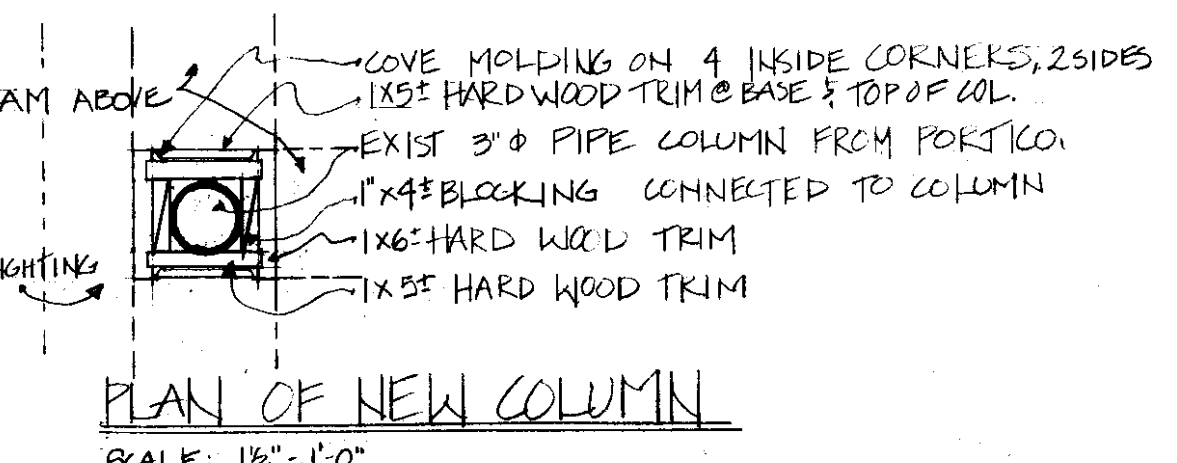 COVE MOLDING ON 4 INSIDE CORNERS, 2 SIDES
AM ABOVE
1X5± HARD WOOD TRIM @ BASE & TOP OF COL.
EXIST 3"Φ PIPE COLUMN FROM PORTICO.
1"X4± BLOCKING CONNECTED TO COLUMN
1X6± HARD WOOD TRIM
IGHTING
1X5± HARD WOOD TRIM
PLAN OF NEW COLUMN
SCALE: 1½"-1'-0"